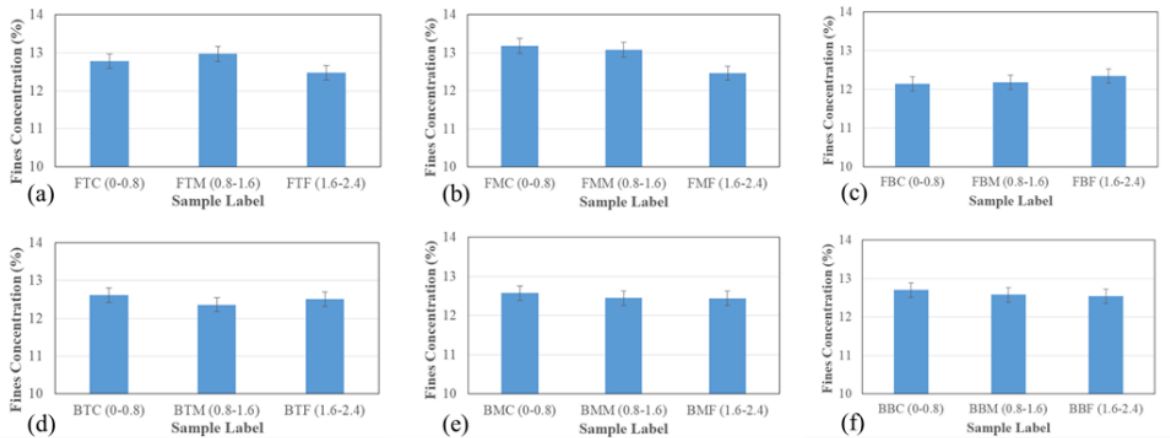 Fines Concentration (%)
14
13
12
11
10
FTC (0-0.8) FTM (0.8-1.6) FTF (1.6-2.4)
Sample Label
(a)
Fines Concentration (%)
14
13
12
11
10
FMC (0-0.8) FMM (0.8-1.6) FMF (1.6-2.4)
Sample Label
(b)
Fines Concentration (%)
14
13
12
11
10
FBC (0-0.8) FBM (0.8-1.6) FBF (1.6-2.4)
Sample Label
(c)
Fines Concentration (%)
14
13
12
11
10
BTC (0-0.8) BTM (0.8-1.6) BTF (1.6-2.4)
Sample Label
(d)
Fines Concentration (%)
14
13
12
11
10
BMC (0-0.8) BMM (0.8-1.6) BMF (1.6-2.4)
Sample Label
(e)
Fines Concentration (%)
14
13
12
11
10
BBC (0-0.8) BBM (0.8-1.6) BBF (1.6-2.4)
Sample Label
(f)